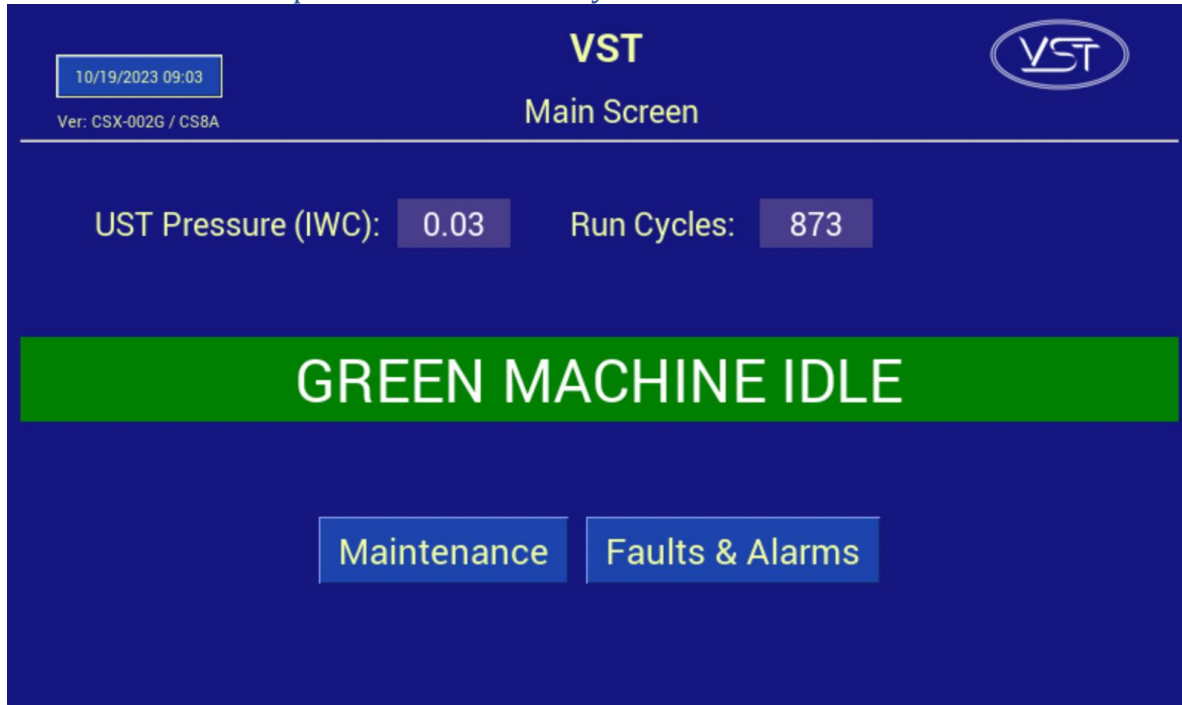 VST
VST
10/19/2023 09:03
Main Screen
Ver: CSX-002G / CS8A
UST Pressure (IWC): 0.03 Run Cycles: 873
GREEN MACHINE IDLE
Maintenance Faults & Alarms